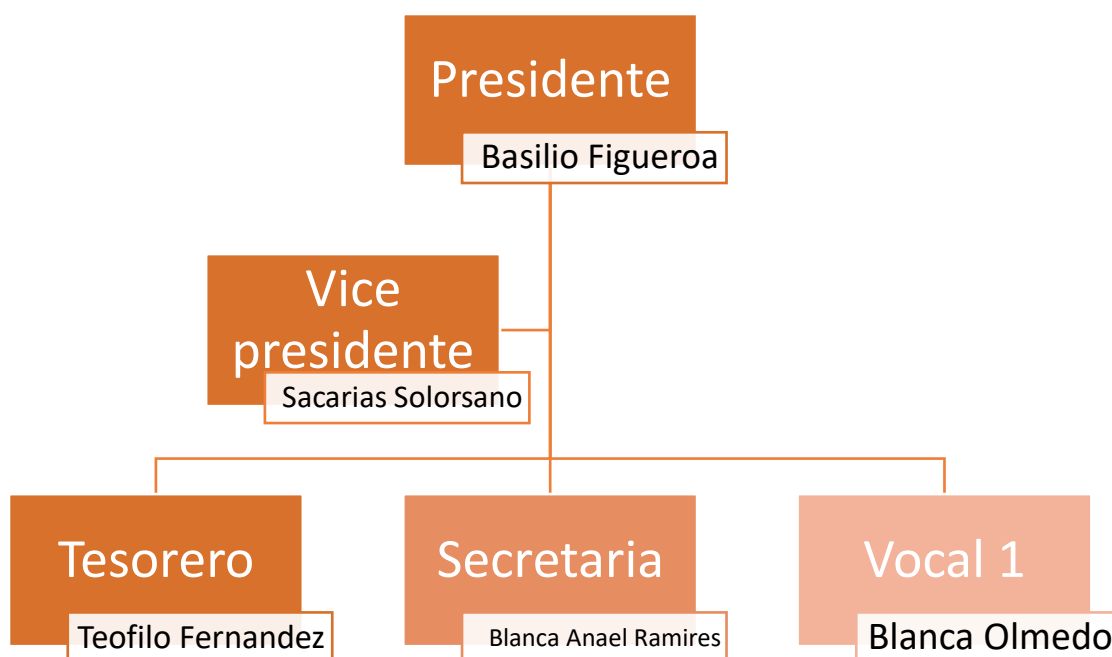 Presidente
Basilio Figueroa
Vice
presidente
Sacarias Solorsano
Tesorero
Teofilo Fernandez
Secretaria
Blanca Anael Ramires
Vocal 1
Blanca Olmedo